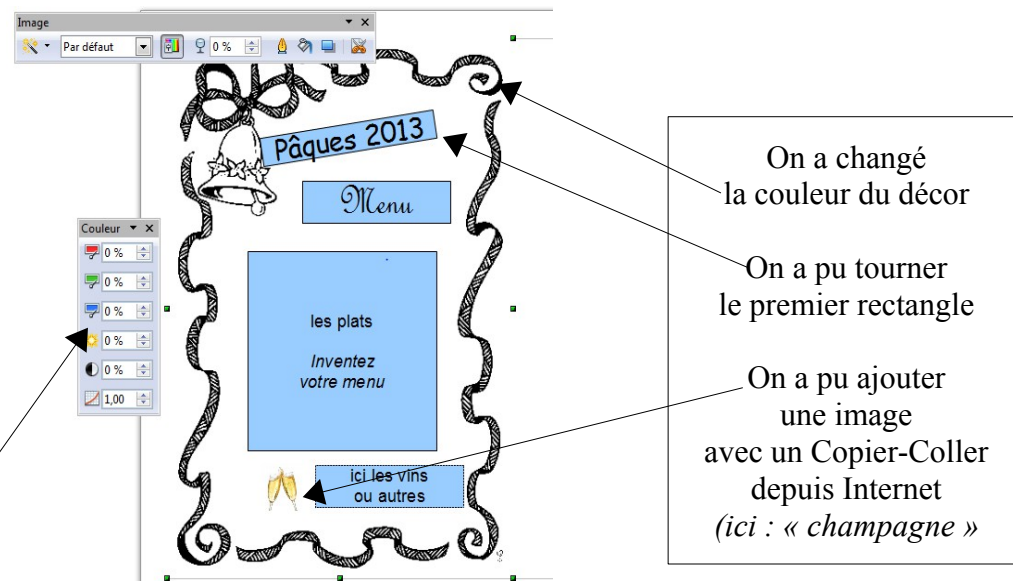 Image
Par défaut
0 %
Pâques 2013
Menu
Couleur
0 %
0 %
0 %
0 %
0 %
1,00
les plats
Inventez
votre menu
ici les vins
ou autres
On a changé
la couleur du décor
On a pu tourner
le premier rectangle
On a pu ajouter
une image
avec un Copier-Coller
depuis Internet
(ici : « champagne »